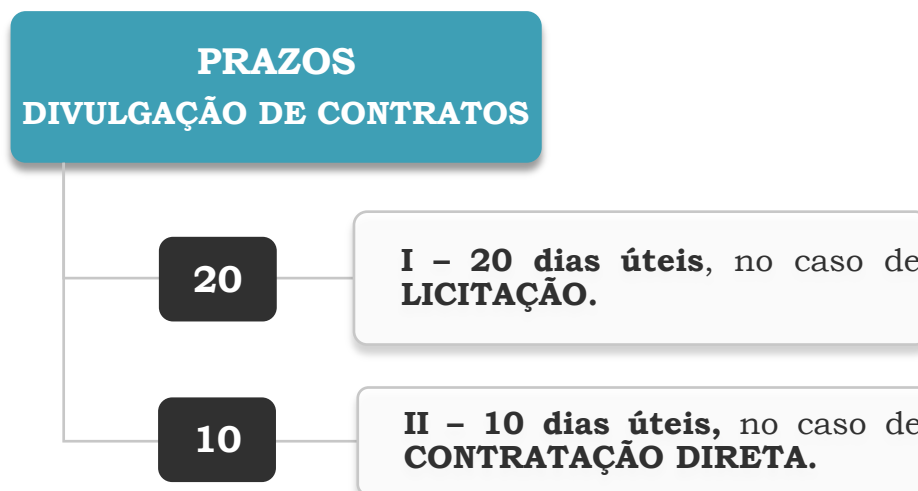 PRAZOS
DIVULGAÇÃO DE CONTRATOS
20
I – 20 dias úteis, no caso de
LICITAÇÃO.
10
II – 10 dias úteis, no caso de
CONTRATAÇÃO DIRETA.